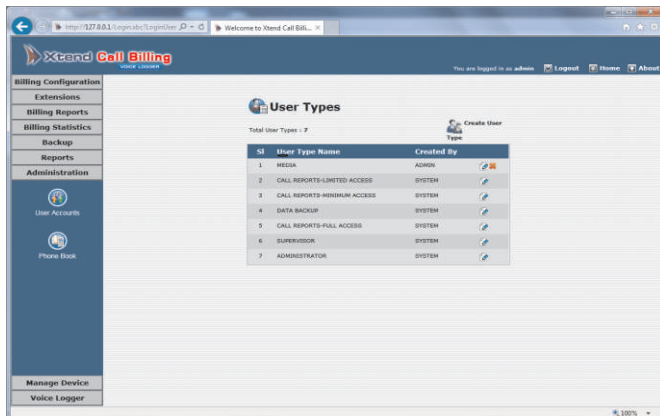 http://127.0.0.1/Login.abc?LoginUser
Welcome to Xtend Call Billi...
Xtend Call Billing
VOICE LOGGER
You are logged in as admin Logout Home About
Billing Configuration
Extensions
Billing Reports
Billing Statistics
Backup
Reports
Administration
User Accounts
Phone Book
Manage Device
Voice Logger
User Types
Total User Types : 7
Create User
Type
Sl User Type Name Created By
1 MEDIA ADMIN
2 CALL REPORTS-LIMITED ACCESS SYSTEM
3 CALL REPORTS-MINIMUM ACCESS SYSTEM
4 DATA BACKUP SYSTEM
5 CALL REPORTS-FULL ACCESS SYSTEM
6 SUPERVISOR SYSTEM
7 ADMINISTRATOR SYSTEM
100%